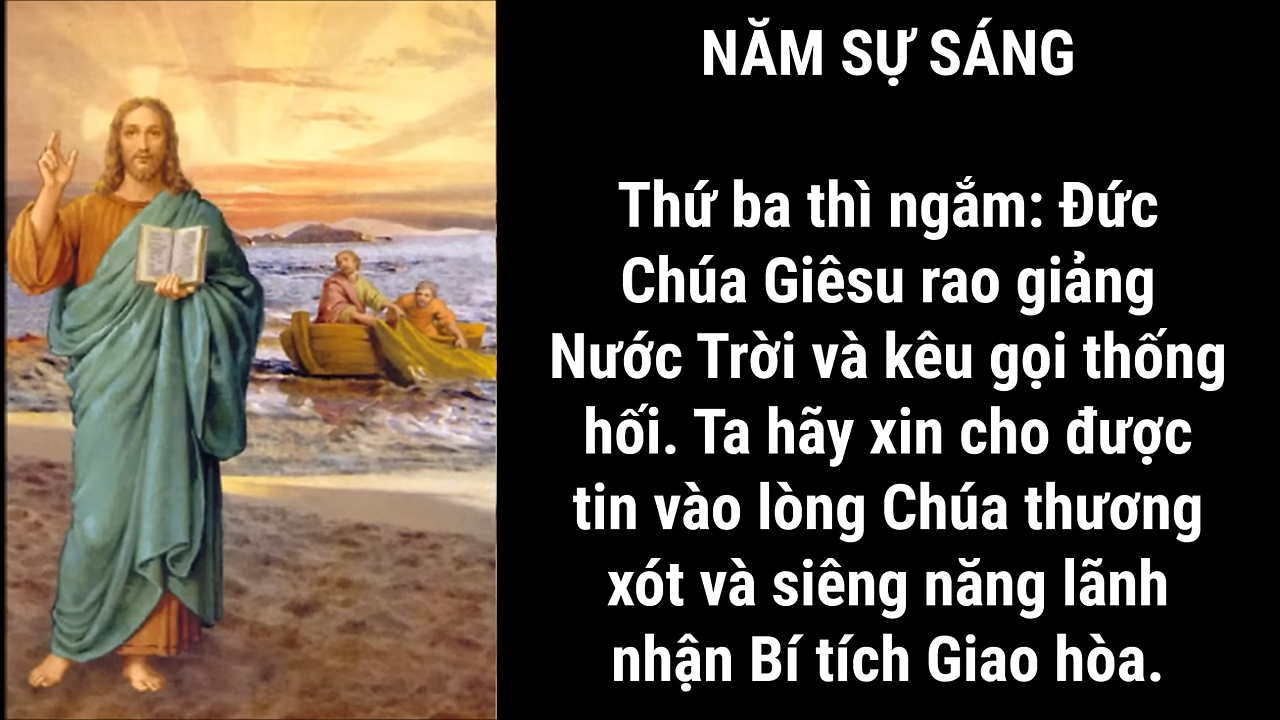 NĂM SỰ SÁNG
Thứ ba thì ngắm: Đức
Chúa Giêsu rao giảng
Nước Trời và kêu gọi thống
hối. Ta hãy xin cho được
tin vào lòng Chúa thương
xót và siêng năng lãnh
nhận Bí tích Giao hòa.